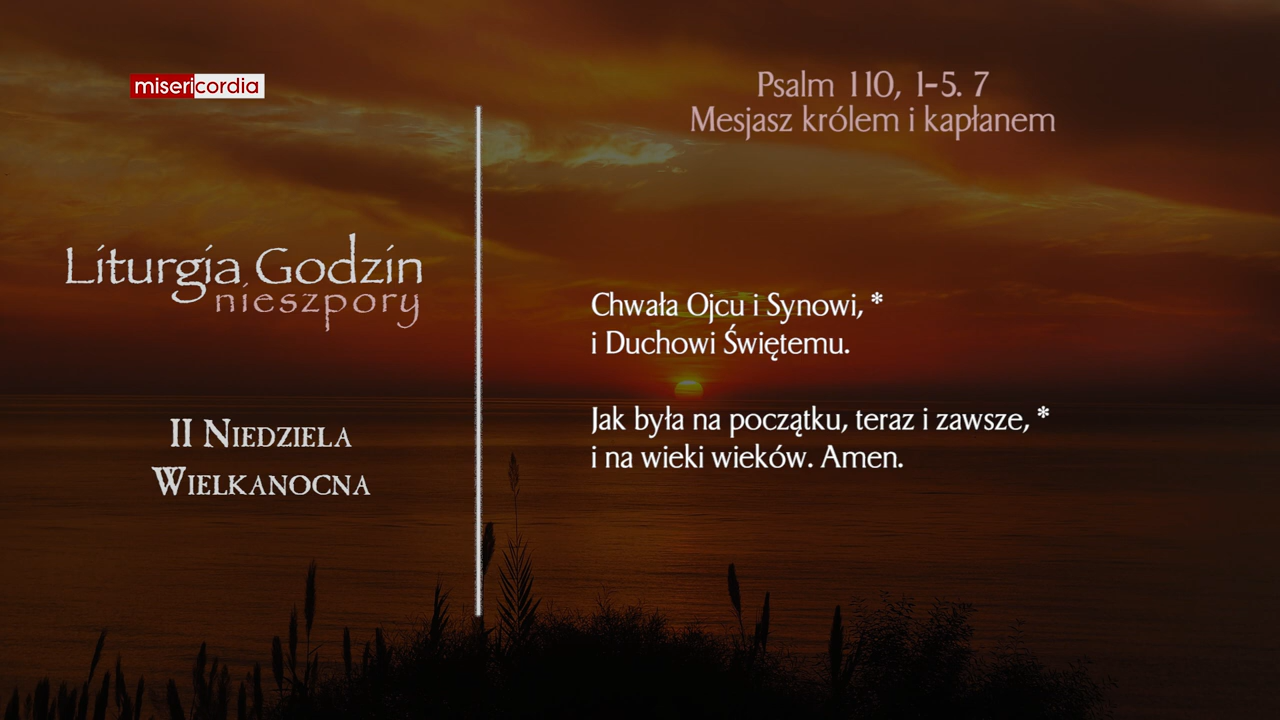 misericordia
Psalm 110, 1-5. 7
Mesjasz królem i kapłanem
Liturgia Godzin
nieszpory
II Niedziela
Wielkanocna
Chwała Ojcu i Synowi, *
i Duchowi Świętemu.
Jak była na początku, teraz i zawsze, *
i na wieki wieków. Amen.